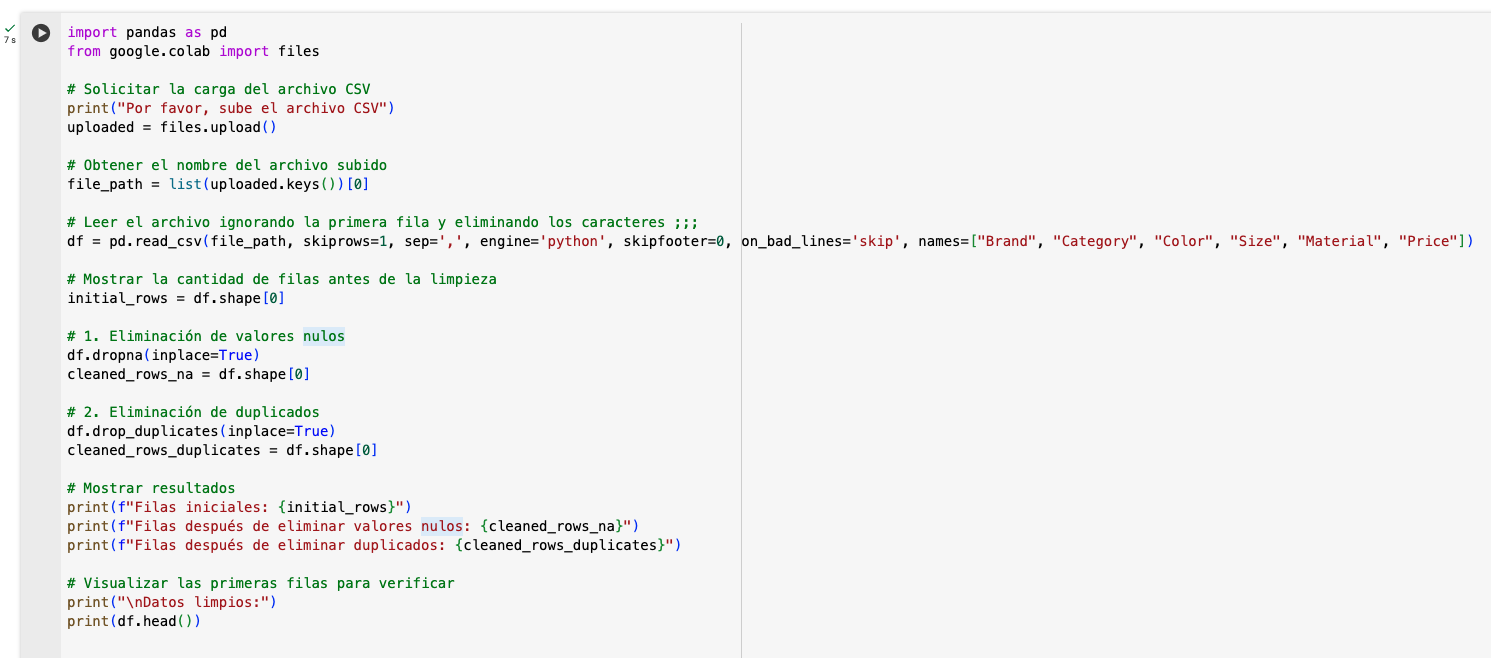 7 s
import pandas as pd
from google.colab import files
# Solicitar la carga del archivo CSV
print("Por favor, sube el archivo CSV")
uploaded = files.upload()
# Obtener el nombre del archivo subido
file_path = list(uploaded.keys())[0]
# Leer el archivo ignorando la primera fila y eliminando los caracteres ;;;
df = pd.read_csv(file_path, skiprows=1, sep=',', engine='python', skipfooter=0, on_bad_lines='skip', names=["Brand", "Category", "Color", "Size", "Material", "Price"])
# Mostrar la cantidad de filas antes de la limpieza
initial_rows = df.shape[0]
# 1. Eliminación de valores nulos
df.dropna(inplace=True)
cleaned_rows_na = df.shape[0]
# 2. Eliminación de duplicados
df.drop_duplicates(inplace=True)
cleaned_rows_duplicates = df.shape[0]
# Mostrar resultados
print(f"Filas iniciales: {initial_rows}")
print(f"Filas después de eliminar valores nulos: {cleaned_rows_na}")
print(f"Filas después de eliminar duplicados: {cleaned_rows_duplicates}")
# Visualizar las primeras filas para verificar
print("\nDatos limpios:")
print(df.head())